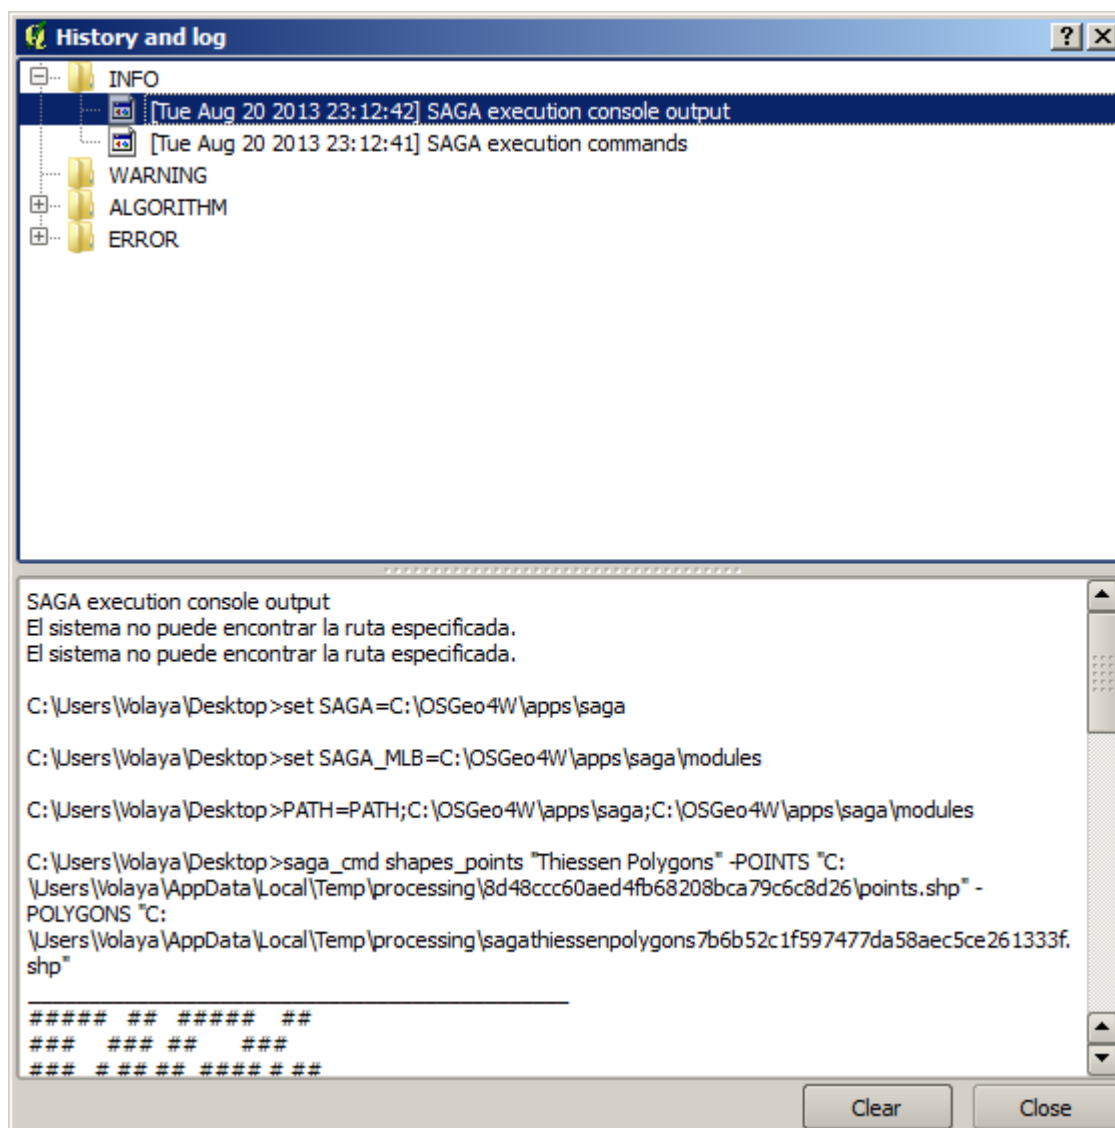 History and log
INFO
[Tue Aug 20 2013 23:12:42] SAGA execution console output
[Tue Aug 20 2013 23:12:41] SAGA execution commands
WARNING
ALGORITHM
ERROR
SAGA execution console output
El sistema no puede encontrar la ruta especificada.
El sistema no puede encontrar la ruta especificada.
C:\Users\Volaya\Desktop>set SAGA=C:\OSGeo4W\apps\saga
C:\Users\Volaya\Desktop>set SAGA_MLB=C:\OSGeo4W\apps\saga\modules
C:\Users\Volaya\Desktop>PATH=PATH;C:\OSGeo4W\apps\saga;C:\OSGeo4W\apps\saga\modules
C:\Users\Volaya\Desktop>saga_cmd shapes_points "Thiessen Polygons" -POINTS "C:
\Users\Volaya\AppData\Local\Temp\processing\8d48ccc60aed4fb68208bca79c6c8d26\points.shp" -
POLYGONS "C:
\Users\Volaya\AppData\Local\Temp\processing\sagathiessenpolygons7b6b52c1f597477da58aec5ce261333f.
shp"
_____________________________________________
##### ## ##### ##
### ### ## ###
### # ## ## #### # ##
Clear
Close